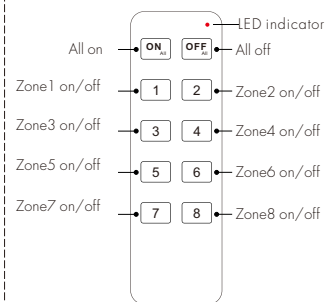 LED indicator
All on
ON All
OFF All
All off
Zone1 on/off
1
2
Zone2 on/off
Zone3 on/off
3
4
Zone4 on/off
Zone5 on/off
5
6
Zone6 on/off
Zone7 on/off
7
8
Zone8 on/off